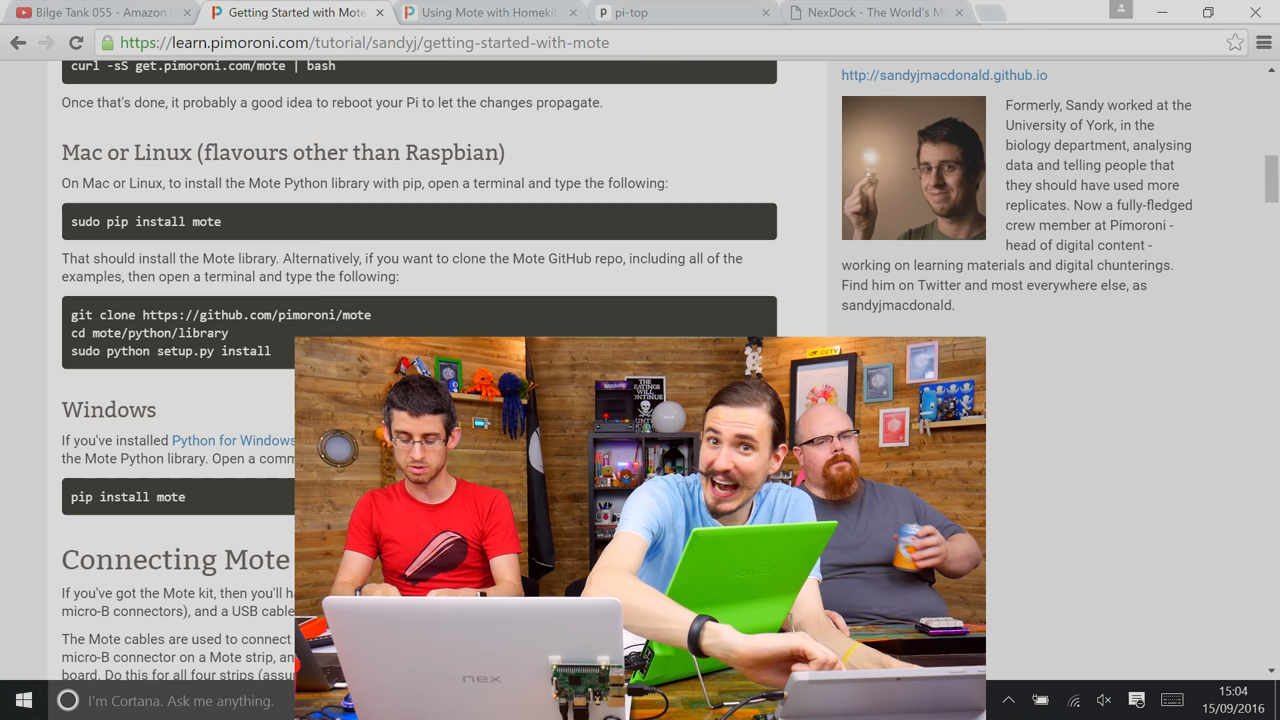 Bilge Tank 055 - Amazon
Getting Started with Mote
Using Mote with Homekit
pi-top
NexDock - The World's M
https://learn.pimoroni.com/tutorial/sandyj/getting-started-with-mote
curl -sS get.pimoroni.com/mote | bash
Once that's done, it probably a good idea to reboot your Pi to let the changes propagate.
Mac or Linux (flavours other than Raspbian)
On Mac or Linux, to install the Mote Python library with pip, open a terminal and type the following:
sudo pip install mote
That should install the Mote library. Alternatively, if you want to clone the Mote GitHub repo, including all of the
examples, then open a terminal and type the following:
git clone https://github.com/pimoroni/mote
cd mote/python/library
sudo python setup.py install
Windows
If you've installed Python for Windows
the Mote Python library. Open a comm
pip install mote
Connecting Mote
If you've got the Mote kit, then you'll h
micro-B connectors), and a USB cable
The Mote cables are used to connect
micro-B connector on a Mote strip, an
board. Do this for all four strips (as
http://sandyjmacdonald.github.io
Formerly, Sandy worked at the
University of York, in the
biology department, analysing
data and telling people that
they should have used more
replicates. Now a fully-fledged
crew member at Pimoroni -
head of digital content -
working on learning materials and digital chunterings.
Find him on Twitter and most everywhere else, as
sandyjmacdonald.
CCTV
THE
BEATINGS
WILL
CONTINUE
UNTIL
nex
I'm Cortana. Ask me anything.
15:04
15/09/2016